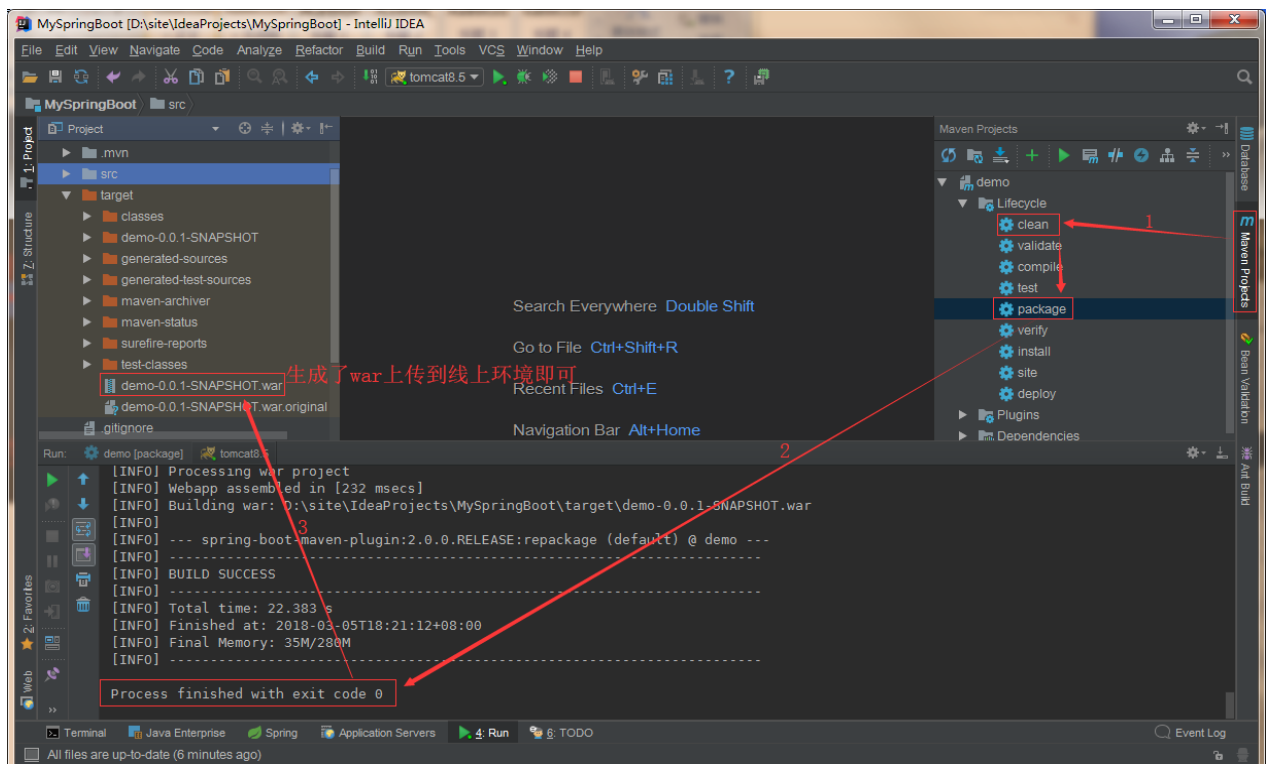 MySpringBoot [D:\site\IdeaProjects\MySpringBoot] - IntelliJ IDEA
File Edit View Navigate Code Analyze Refactor Build Run Tools VCS Window Help
tomcat8.5
MySpringBoot src
1: Project
Z: Structure
2: Favorites
Web
Project
.mvn
src
target
classes
demo-0.0.1-SNAPSHOT
generated-sources
generated-test-sources
maven-archiver
maven-status
surefire-reports
test-classes
demo-0.0.1-SNAPSHOT.war
demo-0.0.1-SNAPSHOT.war.original
.gitignore
生成了war上传到线上环境即可
Search Everywhere Double Shift
Go to File Ctrl+Shift+R
Recent Files Ctrl+E
Navigation Bar Alt+Home
Maven Projects
demo
Lifecycle
clean
validate
compile
test
package
verify
install
site
deploy
Plugins
Dependencies
1
2
3
Database
Maven Projects
Bean Validation
Ant Build
Run: demo [package] tomcat8.5
[INFO] Processing war project
[INFO] Webapp assembled in [232 msecs]
[INFO] Building war: D:\site\IdeaProjects\MySpringBoot\target\demo-0.0.1-SNAPSHOT.war
[INFO]
[INFO] --- spring-boot-maven-plugin:2.0.0.RELEASE:repackage (default) @ demo ---
[INFO] ------------------------------------------------------------------------
[INFO] BUILD SUCCESS
[INFO] ------------------------------------------------------------------------
[INFO] Total time: 22.383 s
[INFO] Finished at: 2018-03-05T18:21:12+08:00
[INFO] Final Memory: 35M/280M
[INFO] ------------------------------------------------------------------------
Process finished with exit code 0
Terminal Java Enterprise Spring Application Servers 4: Run 6: TODO Event Log
All files are up-to-date (6 minutes ago)